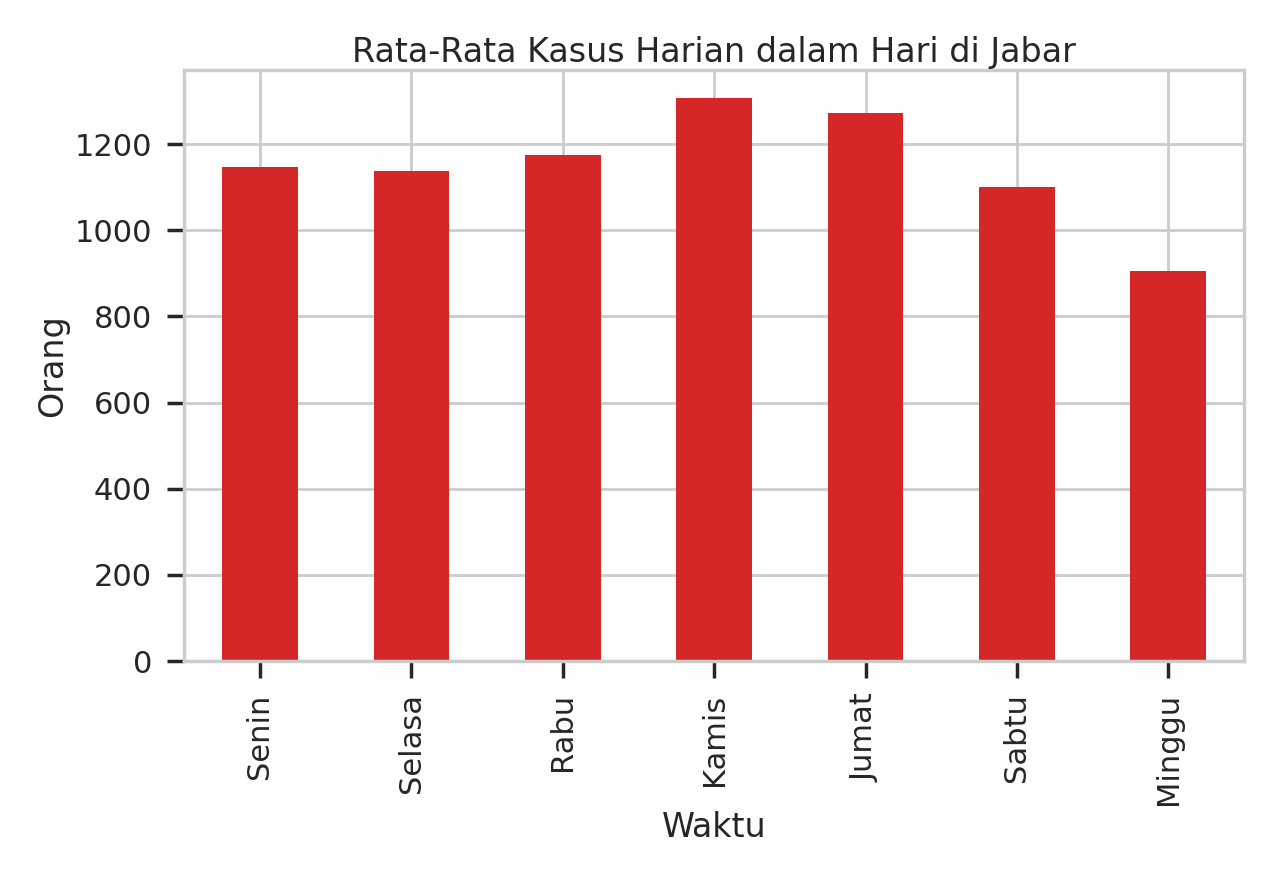 Rata-Rata Kasus Harian dalam Hari di Jabar
1200
1000
800
600
400
200
0
Orang
Senin
Selasa
Rabu
Kamis
Jumat
Sabtu
Minggu
Waktu